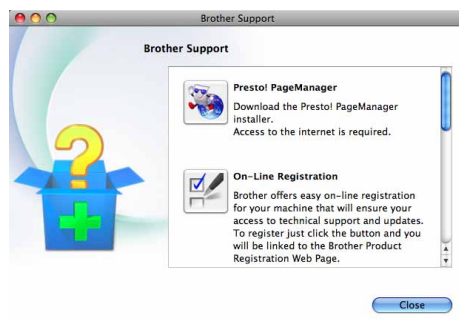 Brother Support
Brother Support
Presto! PageManager
Download the Presto! PageManager
installer.
Access to the internet is required.
On-Line Registration
Brother offers easy on-line registration
for your machine that will ensure your
access to technical support and updates.
To register just click the button and you
will be linked to the Brother Product
Registration Web Page.
Close